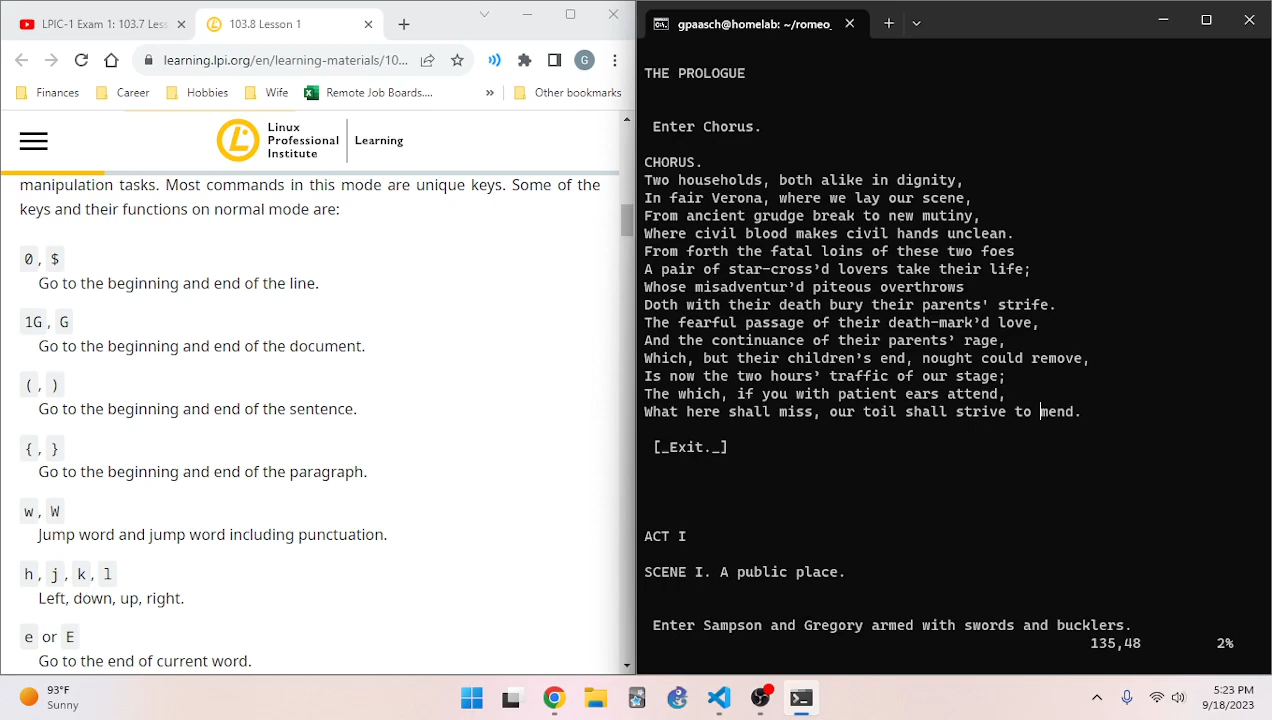 LPIC-1 Exam 1: 103.7 Less
103.8 Lesson 1
learning.lpi.org/en/learning-materials/10...
G
Finances
Career
Hobbies
Wife
Remote Job Boards....
»
Other bookmarks
Linux
Professional
Institute
Learning
manipulation tasks. Most commands in this mode are unique keys. Some of the
keys and their functions on normal mode are:
0, $
Go to the beginning and end of the line.
1G, G
Go to the beginning and end of the document.
(, )
Go to the beginning and end of the sentence.
{, }
Go to the beginning and end of the paragraph.
w, W
Jump word and jump word including punctuation.
h, j, k, l
Left, down, up, right.
e or E
Go to the end of current word.
gpaasch@homelab: ~/romeo_
THE PROLOGUE
Enter Chorus.
CHORUS.
Two households, both alike in dignity,
In fair Verona, where we lay our scene,
From ancient grudge break to new mutiny,
Where civil blood makes civil hands unclean.
From forth the fatal loins of these two foes
A pair of star-cross’d lovers take their life;
Whose misadventur’d piteous overthrows
Doth with their death bury their parents' strife.
The fearful passage of their death-mark’d love,
And the continuance of their parents’ rage,
Which, but their children’s end, nought could remove,
Is now the two hours’ traffic of our stage;
The which, if you with patient ears attend,
What here shall miss, our toil shall strive to mend.
[_Exit._]
ACT I
SCENE I. A public place.
Enter Sampson and Gregory armed with swords and bucklers.
135,48 2%
93°F
Sunny
5:23 PM
9/18/2023